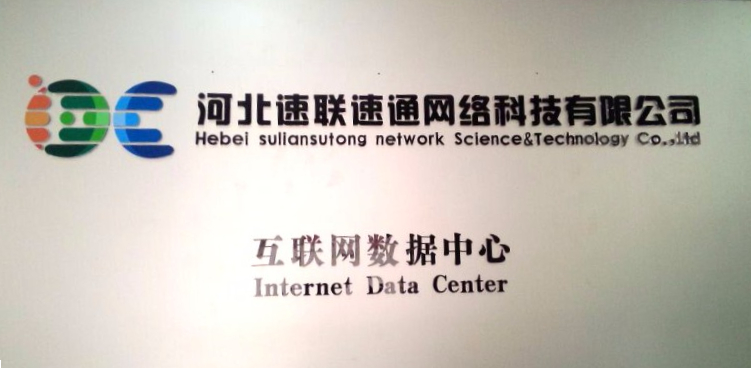 iDC
河北速联速通网络科技有限公司
Hebei suliansutong network Science&Technology Co.,ltd
互联网数据中心
Internet Data Center